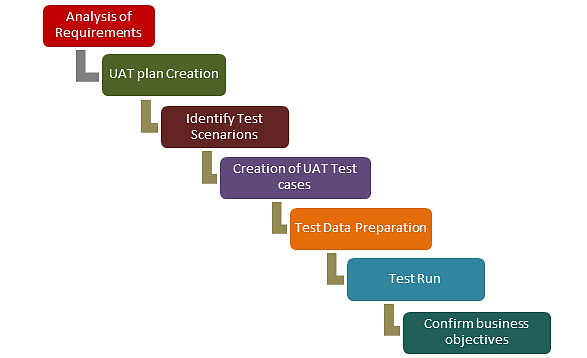 Analysis of
Requirements
UAT plan Creation
Identify Test
Scenarions
Creation of UAT Test
cases
Test Data Preparation
Test Run
Confirm business
objectives